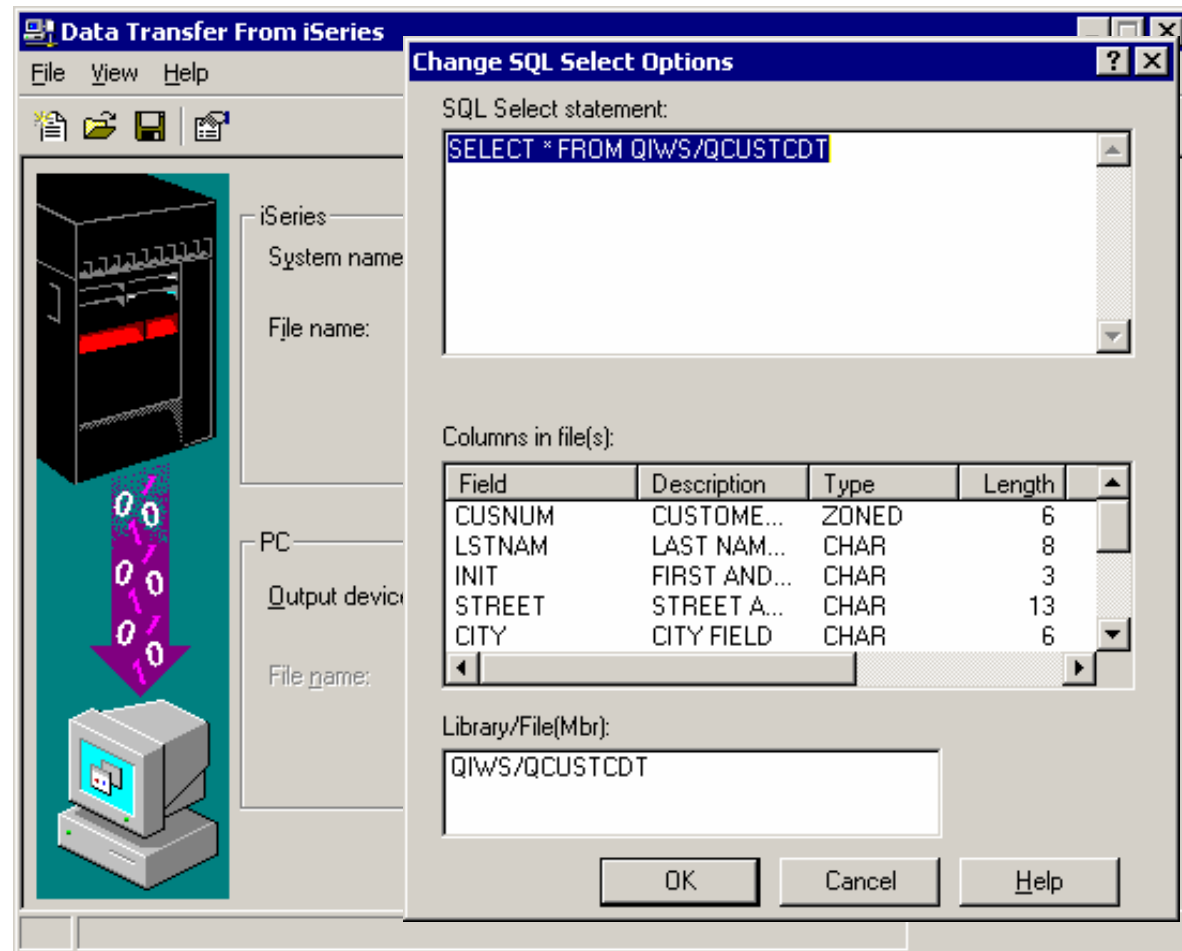 Data Transfer From iSeries
File View Help
iSeries
System name
File name:
PC
Output device
File name:
Change SQL Select Options
SQL Select statement:
SELECT * FROM QIWS/QCUSTCDT
Columns in file(s):
Field Description Type Length
CUSNUM CUSTOME... ZONED 6
LSTNAM LAST NAM... CHAR 8
INIT FIRST AND... CHAR 3
STREET STREET A... CHAR 13
CITY CITY FIELD CHAR 6
Library/File(Mbr):
QIWS/QCUSTCDT
OK Cancel Help